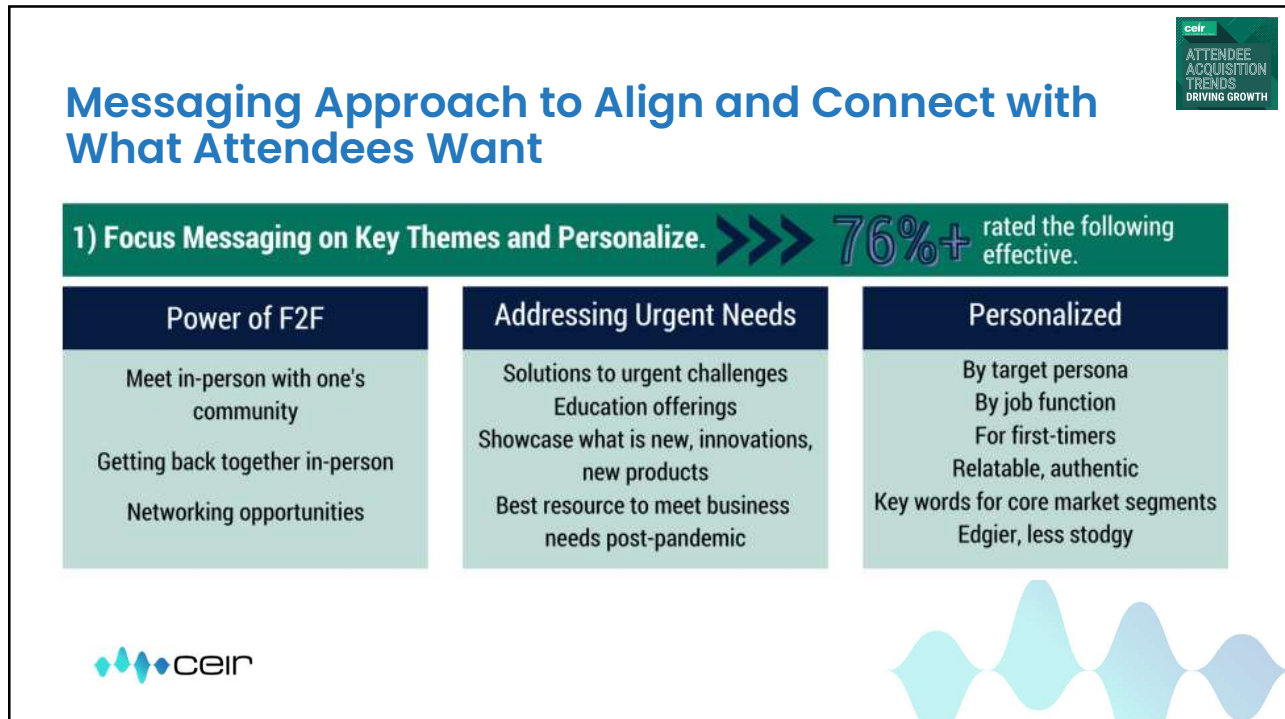 ceir
ATTENDEE
ACQUISITION
TRENDS
DRIVING GROWTH
Messaging Approach to Align and Connect with
What Attendees Want
1) Focus Messaging on Key Themes and Personalize. >>> 76%+ rated the following
effective.
Power of F2F
Meet in-person with one's
community
Getting back together in-person
Networking opportunities
Addressing Urgent Needs
Solutions to urgent challenges
Education offerings
Showcase what is new, innovations,
new products
Best resource to meet business
needs post-pandemic
Personalized
By target persona
By job function
For first-timers
Relatable, authentic
Key words for core market segments
Edgier, less stodgy
ceir